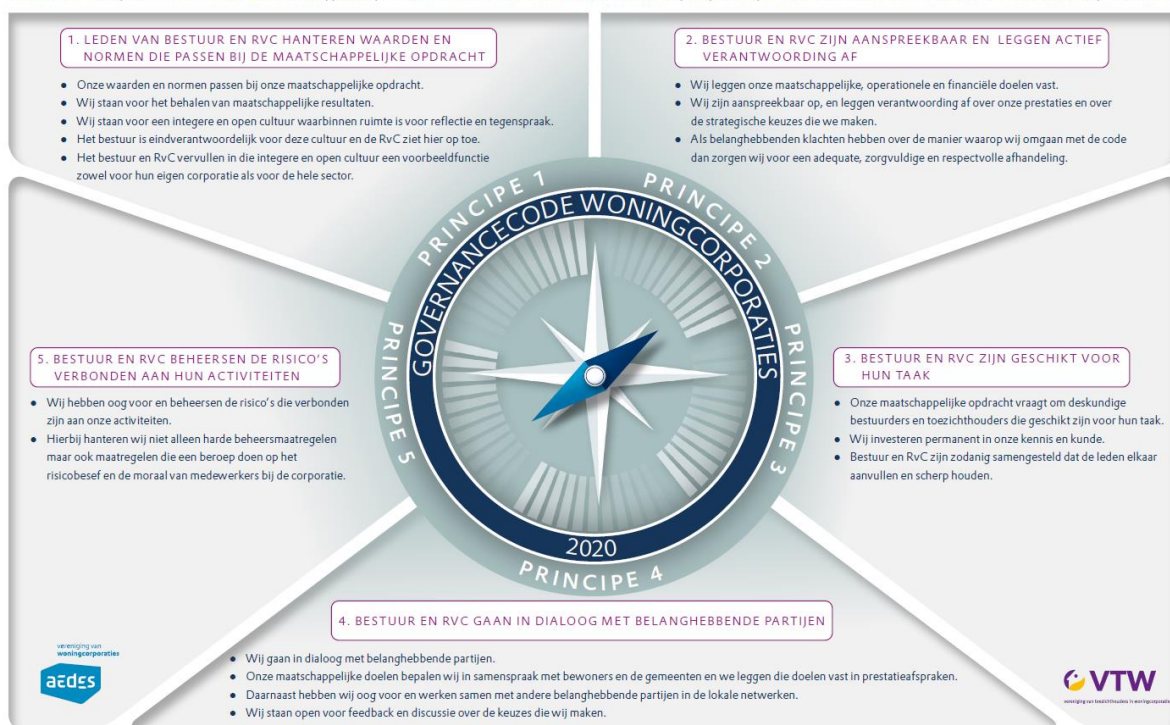 1. LEDEN VAN BESTUUR EN RVC HANTEREN WAARDEN EN
NORMEN DIE PASSEN BIJ DE MAATSCHAPPELIJKE OPDRACHT
● Onze waarden en normen passen bij onze maatschappelijke opdracht.
● Wij staan voor het behalen van maatschappelijke resultaten.
● Wij staan voor een integere en open cultuur waarbinnen ruimte is voor reflectie en tegenspraak.
● Het bestuur is eindverantwoordelijk voor deze cultuur en de RvC ziet hier op toe.
● Het bestuur en RvC vervullen in die integere en open cultuur een voorbeeldfunctie
zowel voor hun eigen corporatie als voor de hele sector.
2. BESTUUR EN RVC ZIJN AANSPREEKBAAR EN LEGGEN ACTIEF
VERANTWOORDING AF
● Wij leggen onze maatschappelijke, operationele en financiële doelen vast.
● Wij zijn aanspreekbaar op, en leggen verantwoording af over onze prestaties en over
de strategische keuzes die we maken.
● Als belanghebbenden klachten hebben over de manier waarop wij omgaan met de code
dan zorgen wij voor een adequate, zorgvuldige en respectvolle afhandeling.
PRINCIPE 1
PRINCIPE 2
PRINCIPE 3
PRINCIPE 4
PRINCIPE 5
GOVERNANCECODE WONINGCORPORATIES
2020
5. BESTUUR EN RVC BEHEERSEN DE RISICO'S
VERBONDEN AAN HUN ACTIVITEITEN
● Wij hebben oog voor en beheersen de risico's die verbonden
zijn aan onze activiteiten.
● Hierbij hanteren wij niet alleen harde beheersmaatregelen
maar ook maatregelen die een beroep doen op het
risicobesef en de moraal van medewerkers bij de corporatie.
3. BESTUUR EN RVC ZIJN GESCHIKT VOOR
HUN TAAK
● Onze maatschappelijke opdracht vraagt om deskundige
bestuurders en toezichthouders die geschikt zijn voor hun taak.
● Wij investeren permanent in onze kennis en kunde.
● Bestuur en RvC zijn zodanig samengesteld dat de leden elkaar
aanvullen en scherp houden.
4. BESTUUR EN RVC GAAN IN DIALOOG MET BELANGHEBBENDE PARTIJEN
● Wij gaan in dialoog met belanghebbende partijen.
● Onze maatschappelijke doelen bepalen wij in samenspraak met bewoners en de gemeenten en we leggen die doelen vast in prestatieafspraken.
● Daarnaast hebben wij oog voor en werken samen met andere belanghebbende partijen in de lokale netwerken.
● Wij staan open voor feedback en discussie over de keuzes die wij maken.
vereniging van
woningcorporaties
aedes
VTW
vereniging van toezichthouders in woningcorporaties